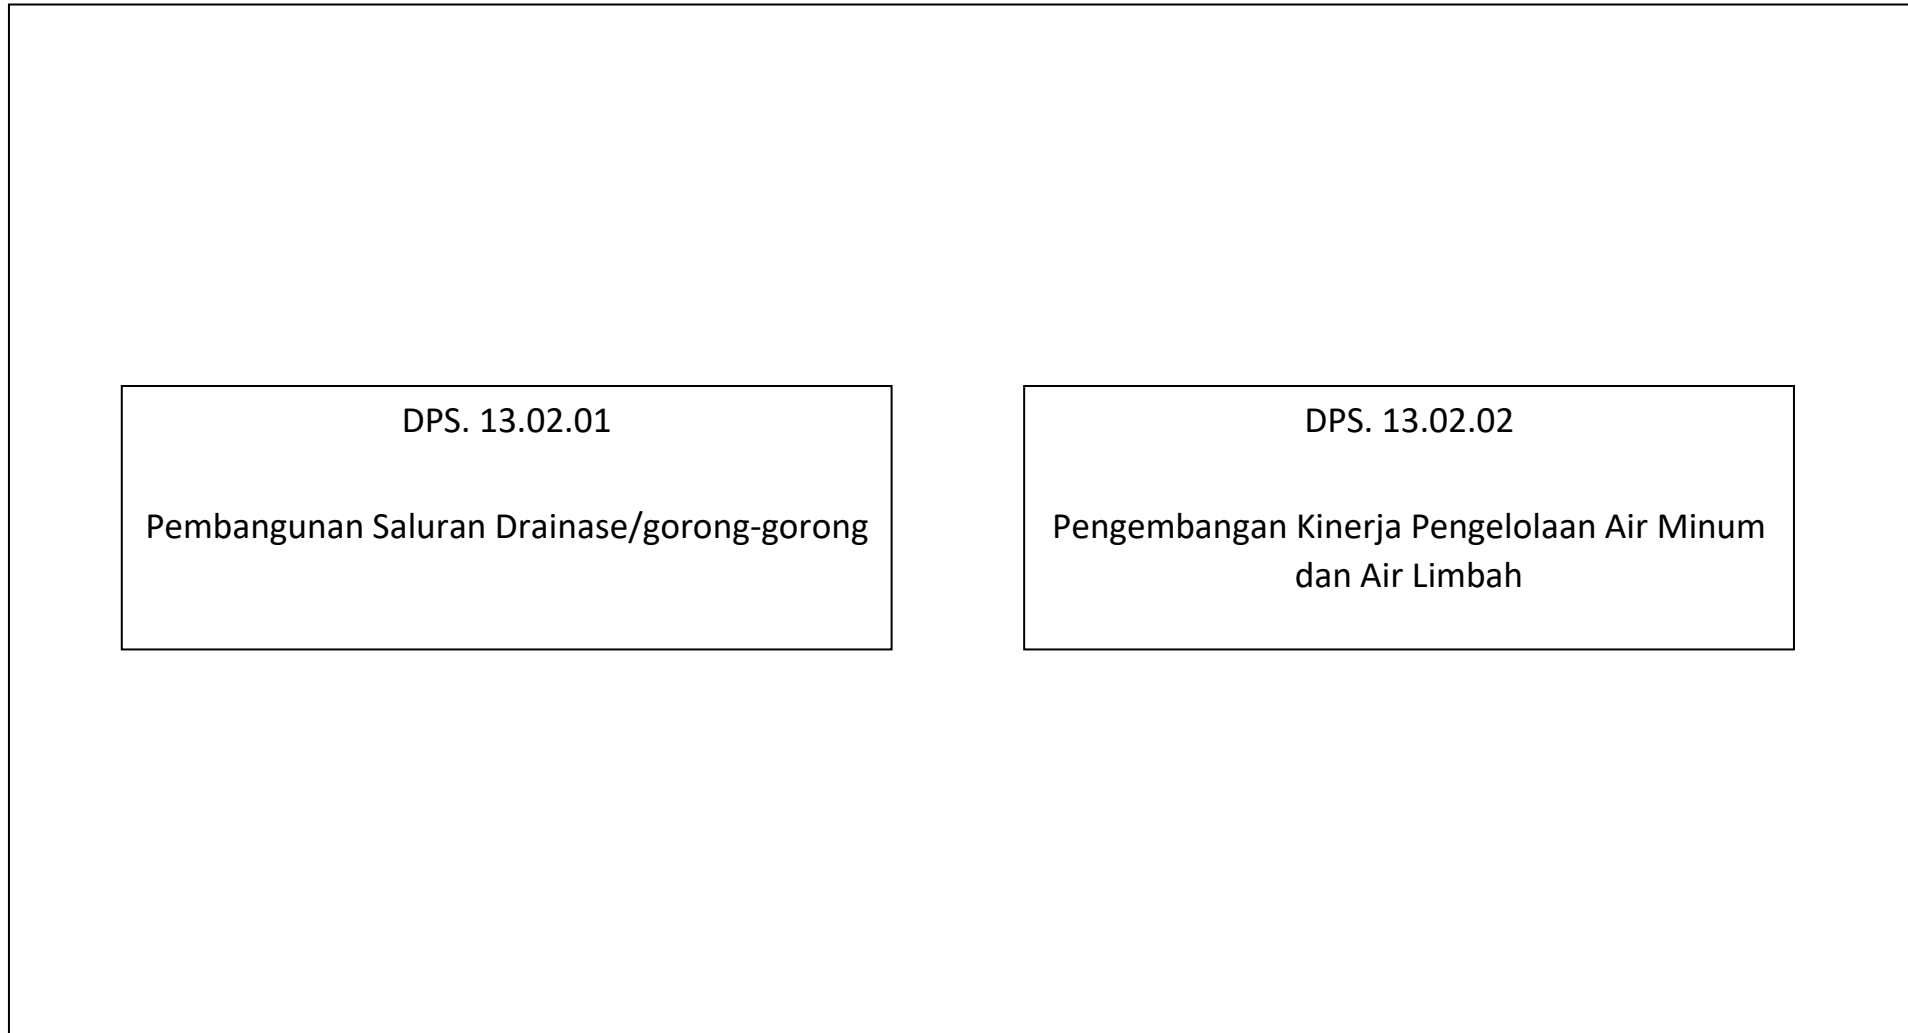 DPS. 13.02.01
Pembangunan Saluran Drainase/gorong-gorong
DPS. 13.02.02
Pengembangan Kinerja Pengelolaan Air Minum
dan Air Limbah